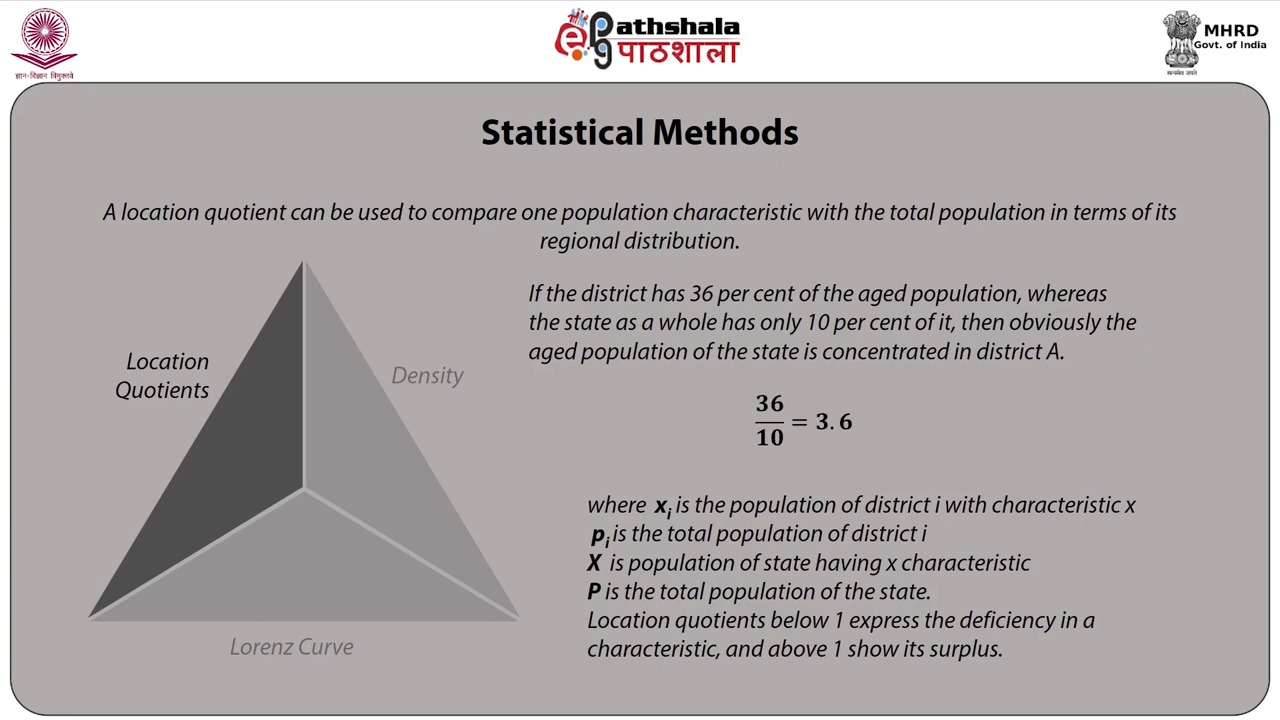 ज्ञान-विज्ञान विमुक्तये
ePathshala
पाठशाला
MHRD
Govt. of India
सत्यमेव जयते
Statistical Methods
A location quotient can be used to compare one population characteristic with the total population in terms of its
regional distribution.
If the district has 36 per cent of the aged population, whereas
the state as a whole has only 10 per cent of it, then obviously the
aged population of the state is concentrated in district A.
Location
Quotients
Density
36
10 = 3.6
where xi is the population of district i with characteristic x
pi is the total population of district i
X is population of state having x characteristic
P is the total population of the state.
Location quotients below 1 express the deficiency in a
characteristic, and above 1 show its surplus.
Lorenz Curve